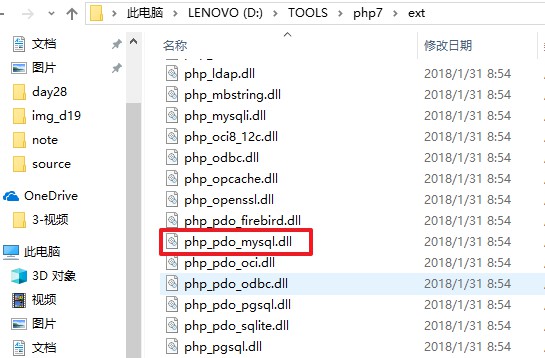 此电脑 > LENOVO (D:) > TOOLS > php7 > ext
文档
图片
day28
img_d19
note
source
OneDrive
3-视频
此电脑
3D 对象
视频
图片
文档
名称 修改日期
php_ldap.dll 2018/1/31 8:54
php_mbstring.dll 2018/1/31 8:54
php_mysqli.dll 2018/1/31 8:54
php_oci8_12c.dll 2018/1/31 8:54
php_odbc.dll 2018/1/31 8:54
php_opcache.dll 2018/1/31 8:54
php_openssl.dll 2018/1/31 8:54
php_pdo_firebird.dll 2018/1/31 8:54
php_pdo_mysql.dll 2018/1/31 8:54
php_pdo_oci.dll 2018/1/31 8:54
php_pdo_odbc.dll 2018/1/31 8:54
php_pdo_pgsql.dll 2018/1/31 8:54
php_pdo_sqlite.dll 2018/1/31 8:54
php_pgsql.dll 2018/1/31 8:54